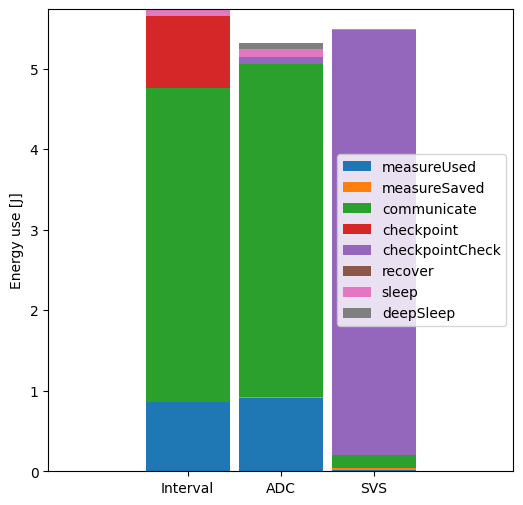 Energy use [J]
5
4
3
2
1
0
measureUsed
measureSaved
communicate
checkpoint
checkpointCheck
recover
sleep
deepSleep
Interval
ADC
SVS